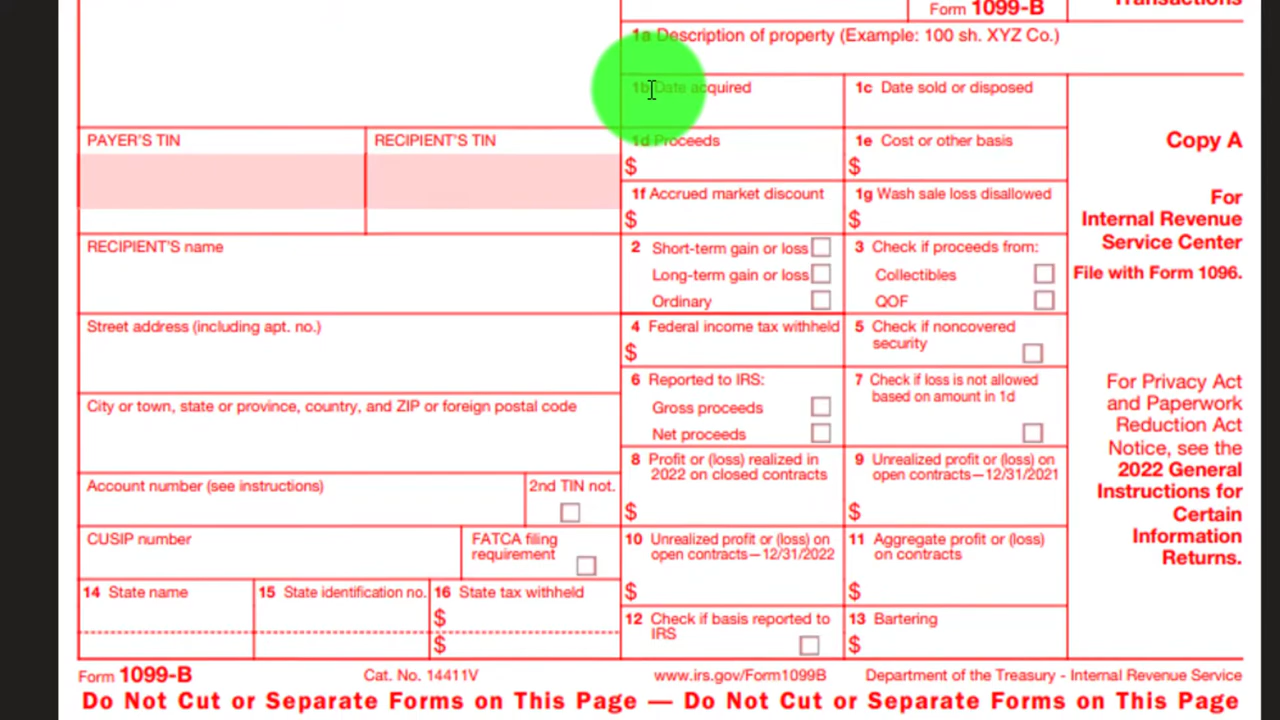 Form 1099-B
Transactions
1a Description of property (Example: 100 sh. XYZ Co.)
1b Date acquired
1c Date sold or disposed
PAYER'S TIN
RECIPIENT'S TIN
1d Proceeds
$
1e Cost or other basis
$
Copy A
1f Accrued market discount
$
1g Wash sale loss disallowed
$
For
Internal Revenue
Service Center
File with Form 1096.
RECIPIENT'S name
2 Short-term gain or loss
Long-term gain or loss
Ordinary
3 Check if proceeds from:
Collectibles
QOF
Street address (including apt. no.)
4 Federal income tax withheld
$
5 Check if noncovered
security
6 Reported to IRS:
Gross proceeds
Net proceeds
7 Check if loss is not allowed
based on amount in 1d
For Privacy Act
and Paperwork
Reduction Act
Notice, see the
2022 General
Instructions for
Certain
Information
Returns.
City or town, state or province, country, and ZIP or foreign postal code
8 Profit or (loss) realized in
2022 on closed contracts
$
9 Unrealized profit or (loss) on
open contracts—12/31/2021
$
Account number (see instructions)
2nd TIN not.
CUSIP number
FATCA filing
requirement
10 Unrealized profit or (loss) on
open contracts—12/31/2022
$
11 Aggregate profit or (loss)
on contracts
$
14 State name
15 State identification no.
16 State tax withheld
$
$
12 Check if basis reported to
IRS
13 Bartering
$
Form 1099-B
Cat. No. 14411V
www.irs.gov/Form1099B
Department of the Treasury - Internal Revenue Service
Do Not Cut or Separate Forms on This Page — Do Not Cut or Separate Forms on This Page